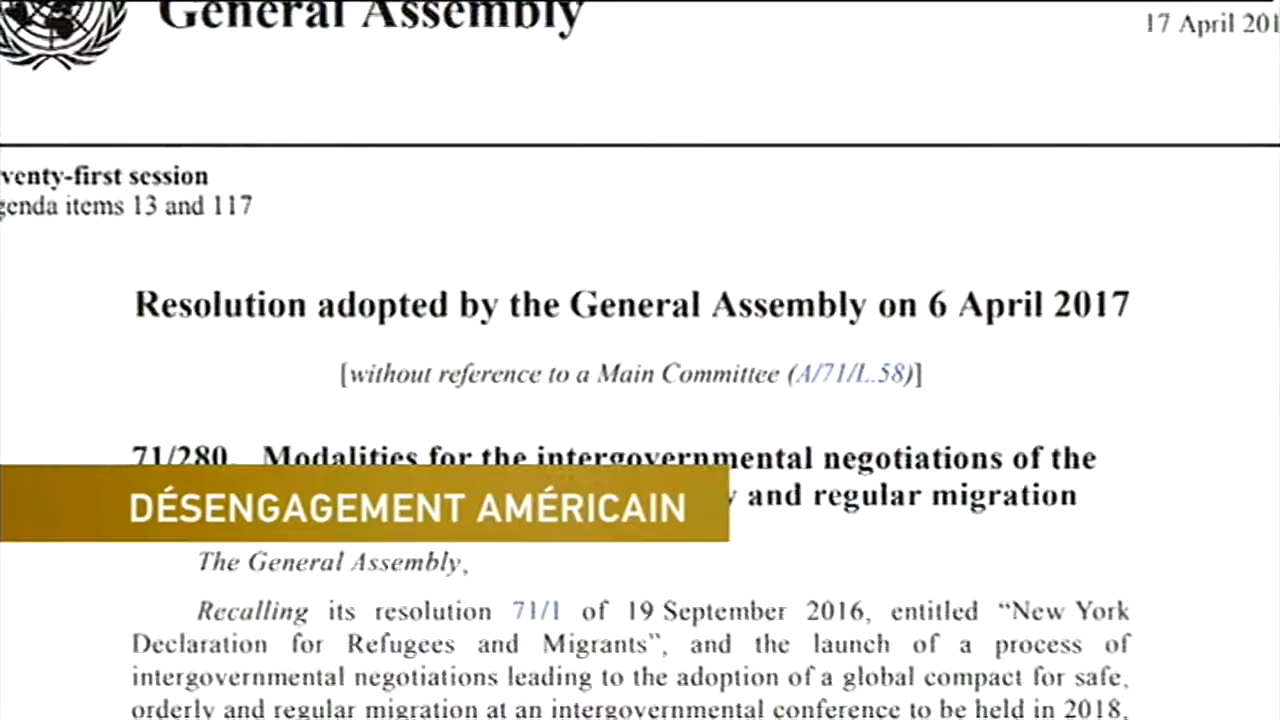 General Assembly
17 April 201
venty-first session
genda items 13 and 117
Resolution adopted by the General Assembly on 6 April 2017
[without reference to a Main Committee (A/71/L.58)]
71/280. Modalities for the intergovernmental negotiations of the
and regular migration
DÉSENGAGEMENT AMÉRICAIN
The General Assembly,
Recalling its resolution 71/1 of 19 September 2016, entitled “New York
Declaration for Refugees and Migrants”, and the launch of a process of
intergovernmental negotiations leading to the adoption of a global compact for safe,
orderly and regular migration at an intergovernmental conference to be held in 2018,